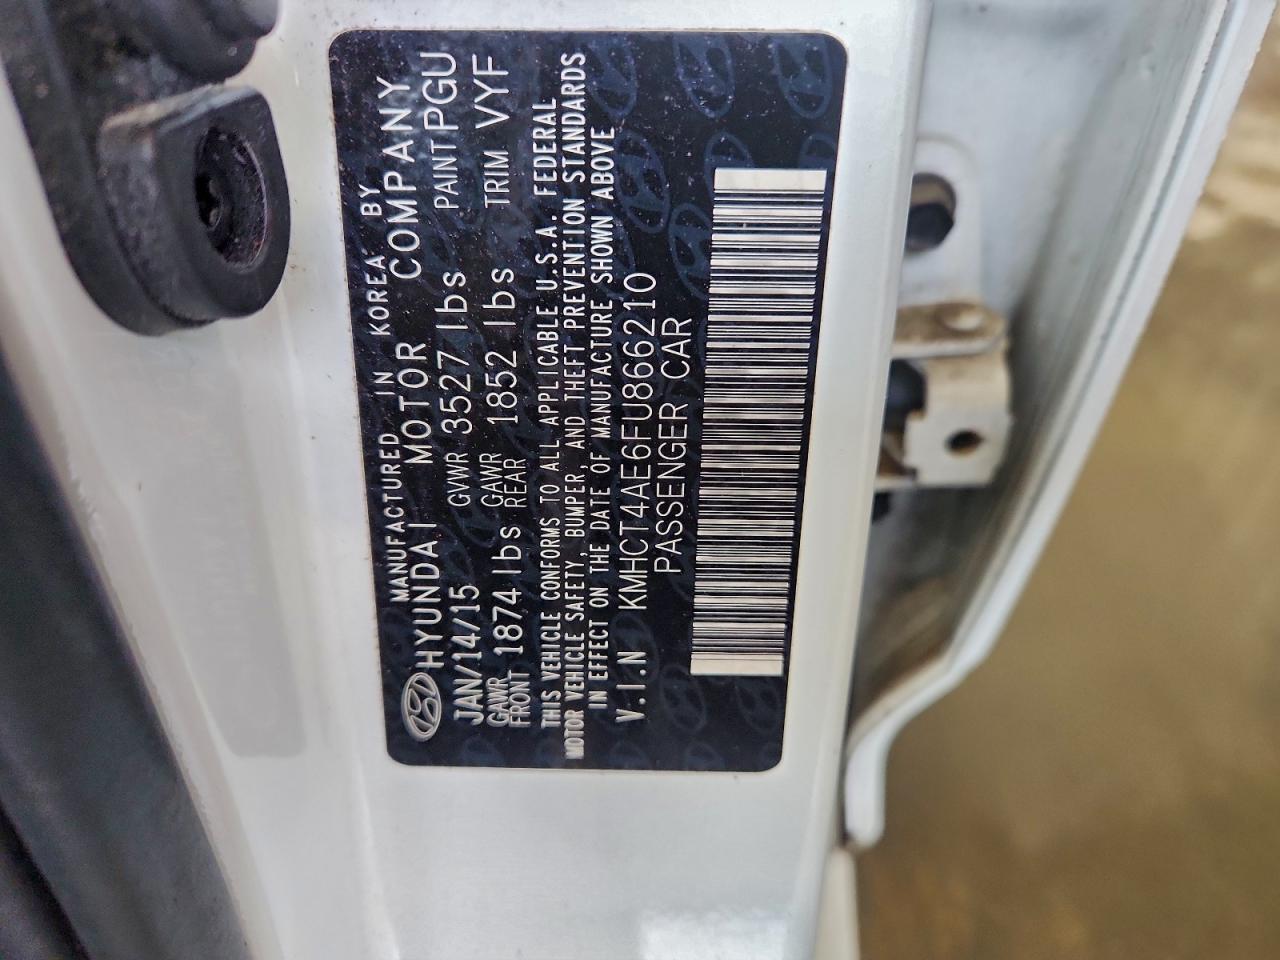 MANUFACTURED IN KOREA BY
HYUNDAI MOTOR COMPANY
JAN/14/15 GVWR 3527 lbs PAINT PGU
GAWR FRONT 1874 lbs GAWR REAR 1852 lbs TRIM VYF
THIS VEHICLE CONFORMS TO ALL APPLICABLE U.S.A. FEDERAL
MOTOR VEHICLE SAFETY, BUMPER, AND THEFT PREVENTION STANDARDS
IN EFFECT ON THE DATE OF MANUFACTURE SHOWN ABOVE
V.I.N KMHCT4AE6FU866210
PASSENGER CAR